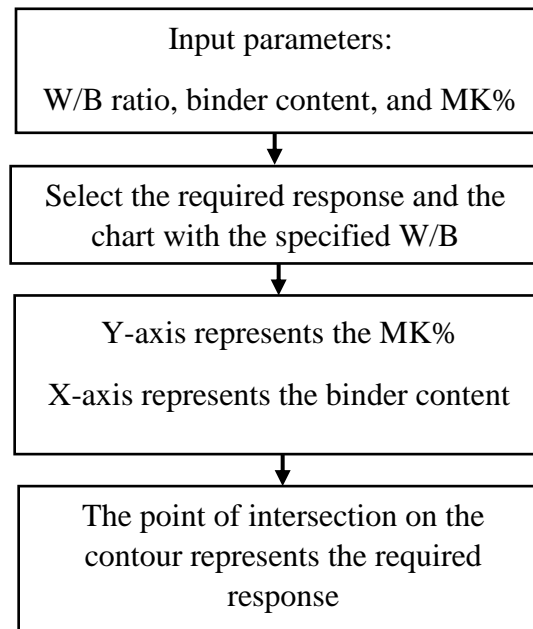 Input parameters:
W/B ratio, binder content, and MK%
Select the required response and the
chart with the specified W/B
Y-axis represents the MK%
X-axis represents the binder content
The point of intersection on the
contour represents the required
response